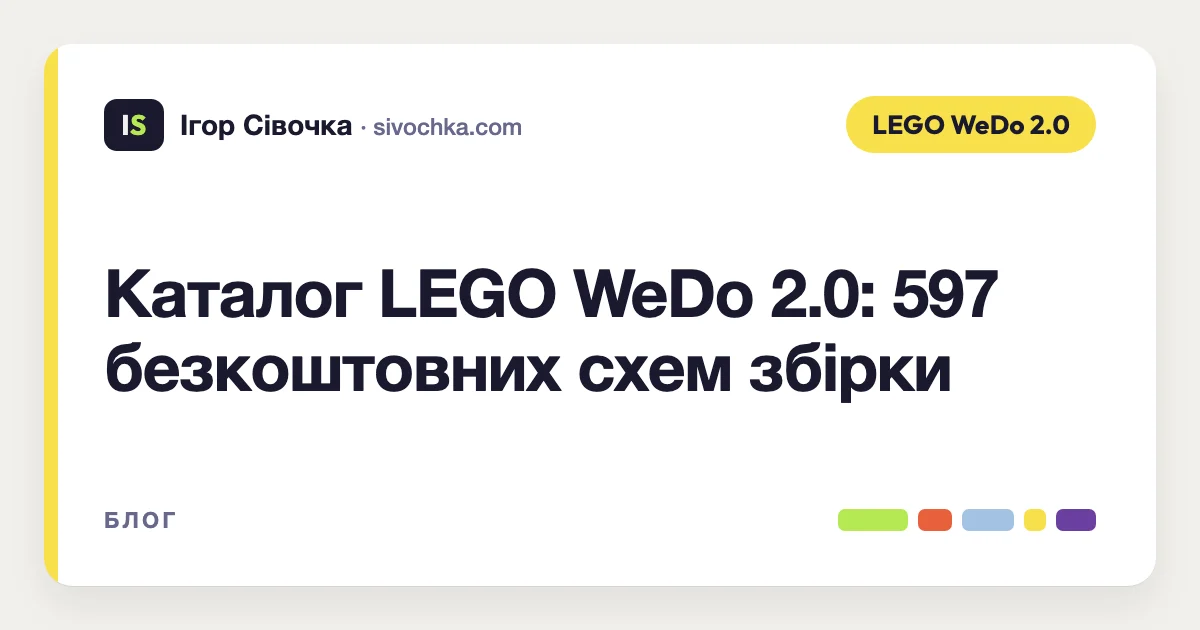 IS Ігор Сівочка · sivochka.com
LEGO WeDo 2.0
Каталог LEGO WeDo 2.0: 597
безкоштовних схем збірки
БЛОГ